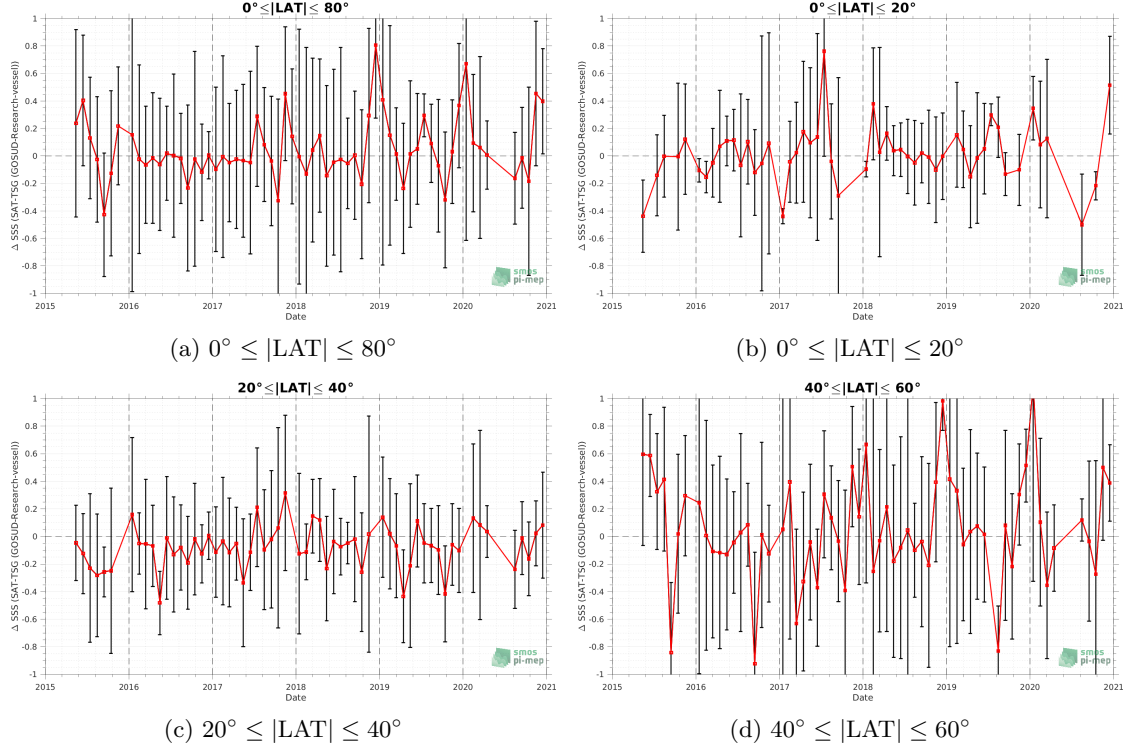 0°≤|LAT|≤ 80°
Δ SSS (SAT-TSG (GOSUD-Research-vessel))
1
0.8
0.6
0.4
0.2
0
-0.2
-0.4
-0.6
-0.8
-1
2015 2016 2017 2018 2019 2020 2021
Date
smos
pi-mep
(a) 0° ≤ |LAT| ≤ 80°
0°≤|LAT|≤ 20°
Δ SSS (SAT-TSG (GOSUD-Research-vessel))
1
0.8
0.6
0.4
0.2
0
-0.2
-0.4
-0.6
-0.8
-1
2015 2016 2017 2018 2019 2020 2021
Date
smos
pi-mep
(b) 0° ≤ |LAT| ≤ 20°
20°≤|LAT|≤ 40°
Δ SSS (SAT-TSG (GOSUD-Research-vessel))
1
0.8
0.6
0.4
0.2
0
-0.2
-0.4
-0.6
-0.8
-1
2015 2016 2017 2018 2019 2020 2021
Date
smos
pi-mep
(c) 20° ≤ |LAT| ≤ 40°
40°≤|LAT|≤ 60°
Δ SSS (SAT-TSG (GOSUD-Research-vessel))
1
0.8
0.6
0.4
0.2
0
-0.2
-0.4
-0.6
-0.8
-1
2015 2016 2017 2018 2019 2020 2021
Date
smos
pi-mep
(d) 40° ≤ |LAT| ≤ 60°